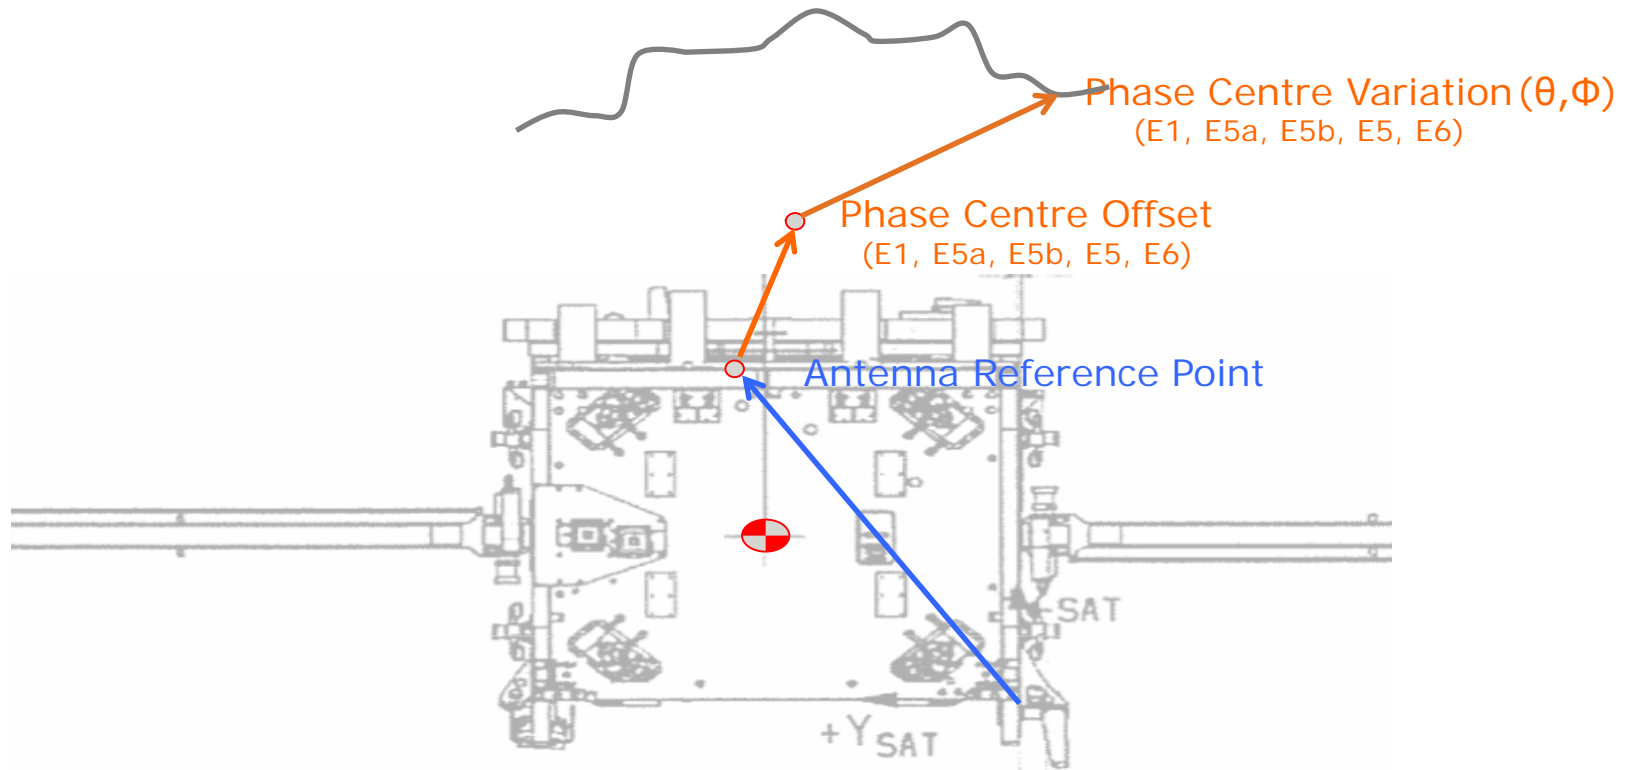 Phase Centre Variation (θ,Φ)
(E1, E5a, E5b, E5, E6)
Phase Centre Offset
(E1, E5a, E5b, E5, E6)
Antenna Reference Point
SAT
+Y SAT